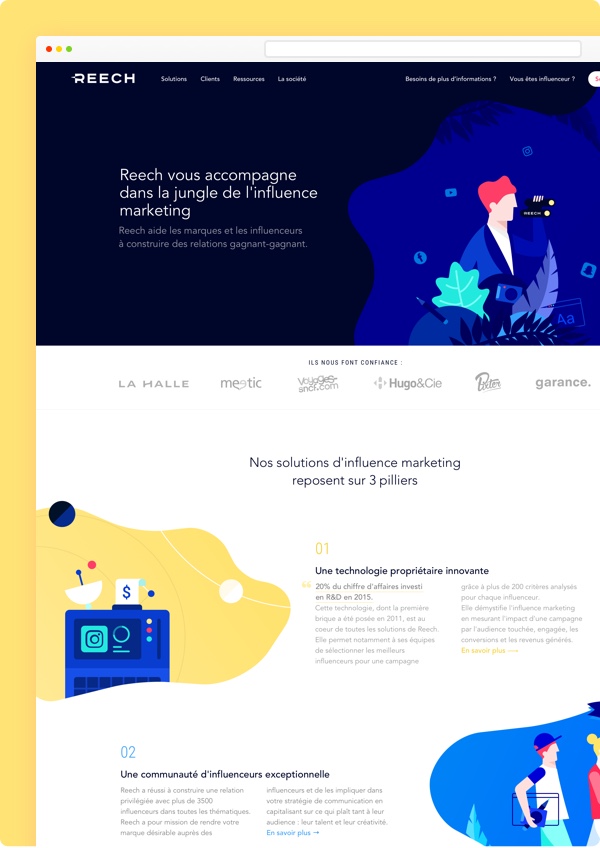 REECH
Solutions Clients Ressources La société
Besoins de plus d'informations ? Vous êtes influenceur ?
Reech vous accompagne
dans la jungle de l'influence
marketing
Reech aide les marques et les influenceurs
à construire des relations gagnant-gagnant.
REECH
Aa
ILS NOUS FONT CONFIANCE :
LA HALLE
meetic
Voyages-
sncf.com
Hugo&Cie
garance.
Nos solutions d'influence marketing
reposent sur 3 pilliers
01
Une technologie propriétaire innovante
20% du chiffre d'affaires investi
en R&D en 2015.
Cette technologie, dont la première
brique a été posée en 2011, est au
coeur de toutes les solutions de Reech.
Elle permet notamment à ses équipes
de sélectionner les meilleurs
influenceurs pour une campagne
grâce à plus de 200 critères analysés
pour chaque influenceur.
Elle démystifie l'influence marketing
en mesurant l'impact d'une campagne
par l'audience touchée, engagée, les
conversions et les revenus générés.
En savoir plus ⟶
$
02
Une communauté d'influenceurs exceptionnelle
Reech a réussi à construire une relation
privilégiée avec plus de 3500
influenceurs dans toutes les thématiques.
Reech a pour mission de rendre votre
marque désirable auprès des
influenceurs et de les impliquer dans
votre stratégie de communication en
capitalisant sur ce qui plaît tant à leur
audience : leur talent et leur créativité.
En savoir plus →